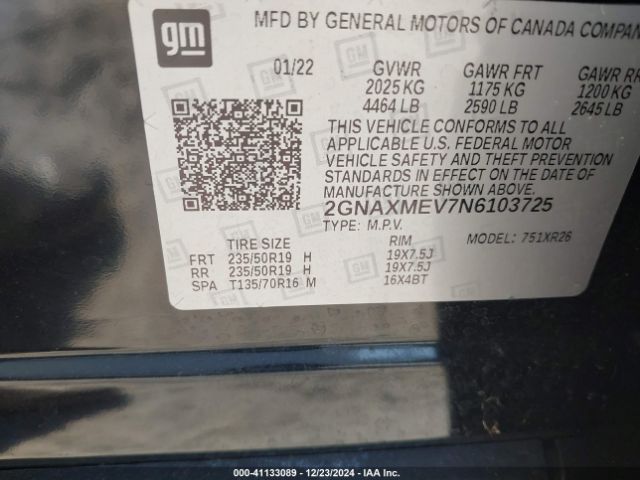 gm
MFD BY GENERAL MOTORS OF CANADA COMPAN
01/22 GVWR GAWR FRT GAWR RR
2025 KG 1175 KG 1200 KG
4464 LB 2590 LB 2645 LB
THIS VEHICLE CONFORMS TO ALL
APPLICABLE U.S. FEDERAL MOTOR
VEHICLE SAFETY AND THEFT PREVENTION
STANDARDS IN EFFECT ON THE DATE OF
MANUFACTURE SHOWN ABOVE.
2GNAXMEV7N6103725
TYPE: M.P.V. MODEL: 751XR26
TIRE SIZE RIM
FRT 235/50R19 H 19X7.5J
RR 235/50R19 H 19X7.5J
SPA T135/70R16 M 16X4BT
000-41133089 - 12/23/2024 - IAA Inc.